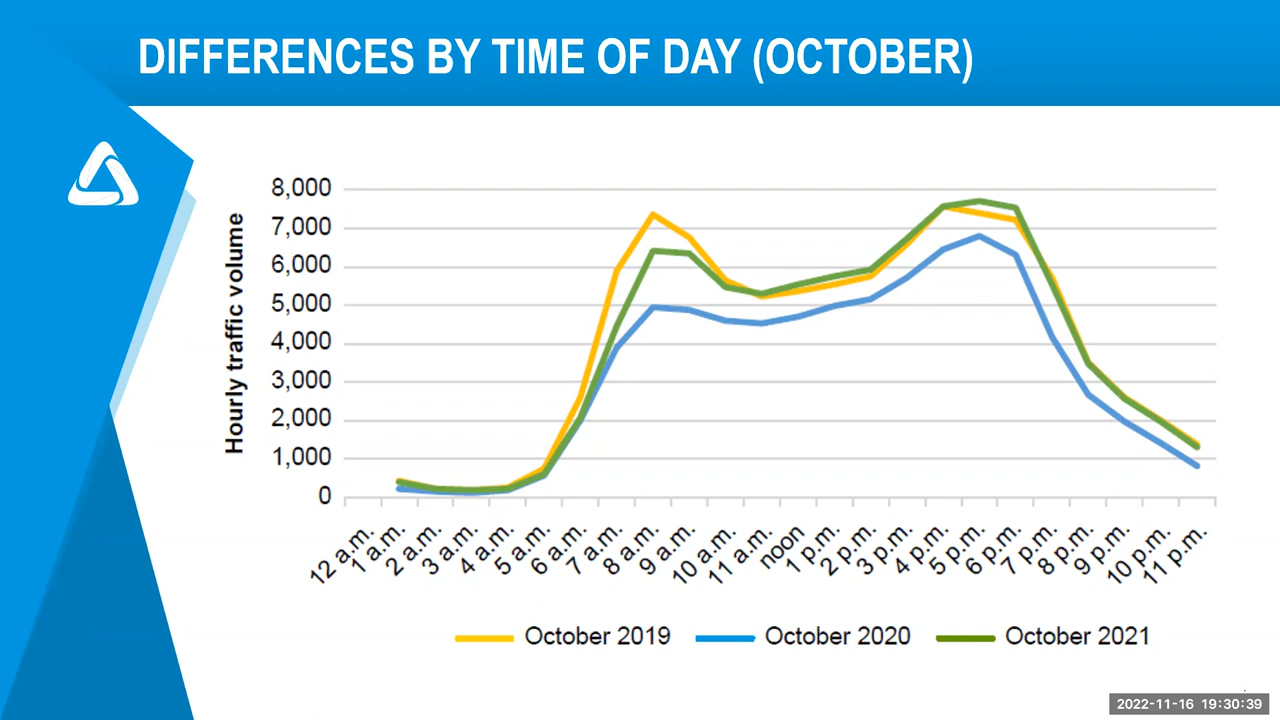 DIFFERENCES BY TIME OF DAY (OCTOBER)
Hourly traffic volume
8,000
7,000
6,000
5,000
4,000
3,000
2,000
1,000
0
12 a.m.
1 a.m.
2 a.m.
3 a.m.
4 a.m.
5 a.m.
6 a.m.
7 a.m.
8 a.m.
9 a.m.
10 a.m.
11 a.m.
noon
1 p.m.
2 p.m.
3 p.m.
4 p.m.
5 p.m.
6 p.m.
7 p.m.
8 p.m.
9 p.m.
10 p.m.
11 p.m.
October 2019 October 2020 October 2021
2022-11-16 19:30:39